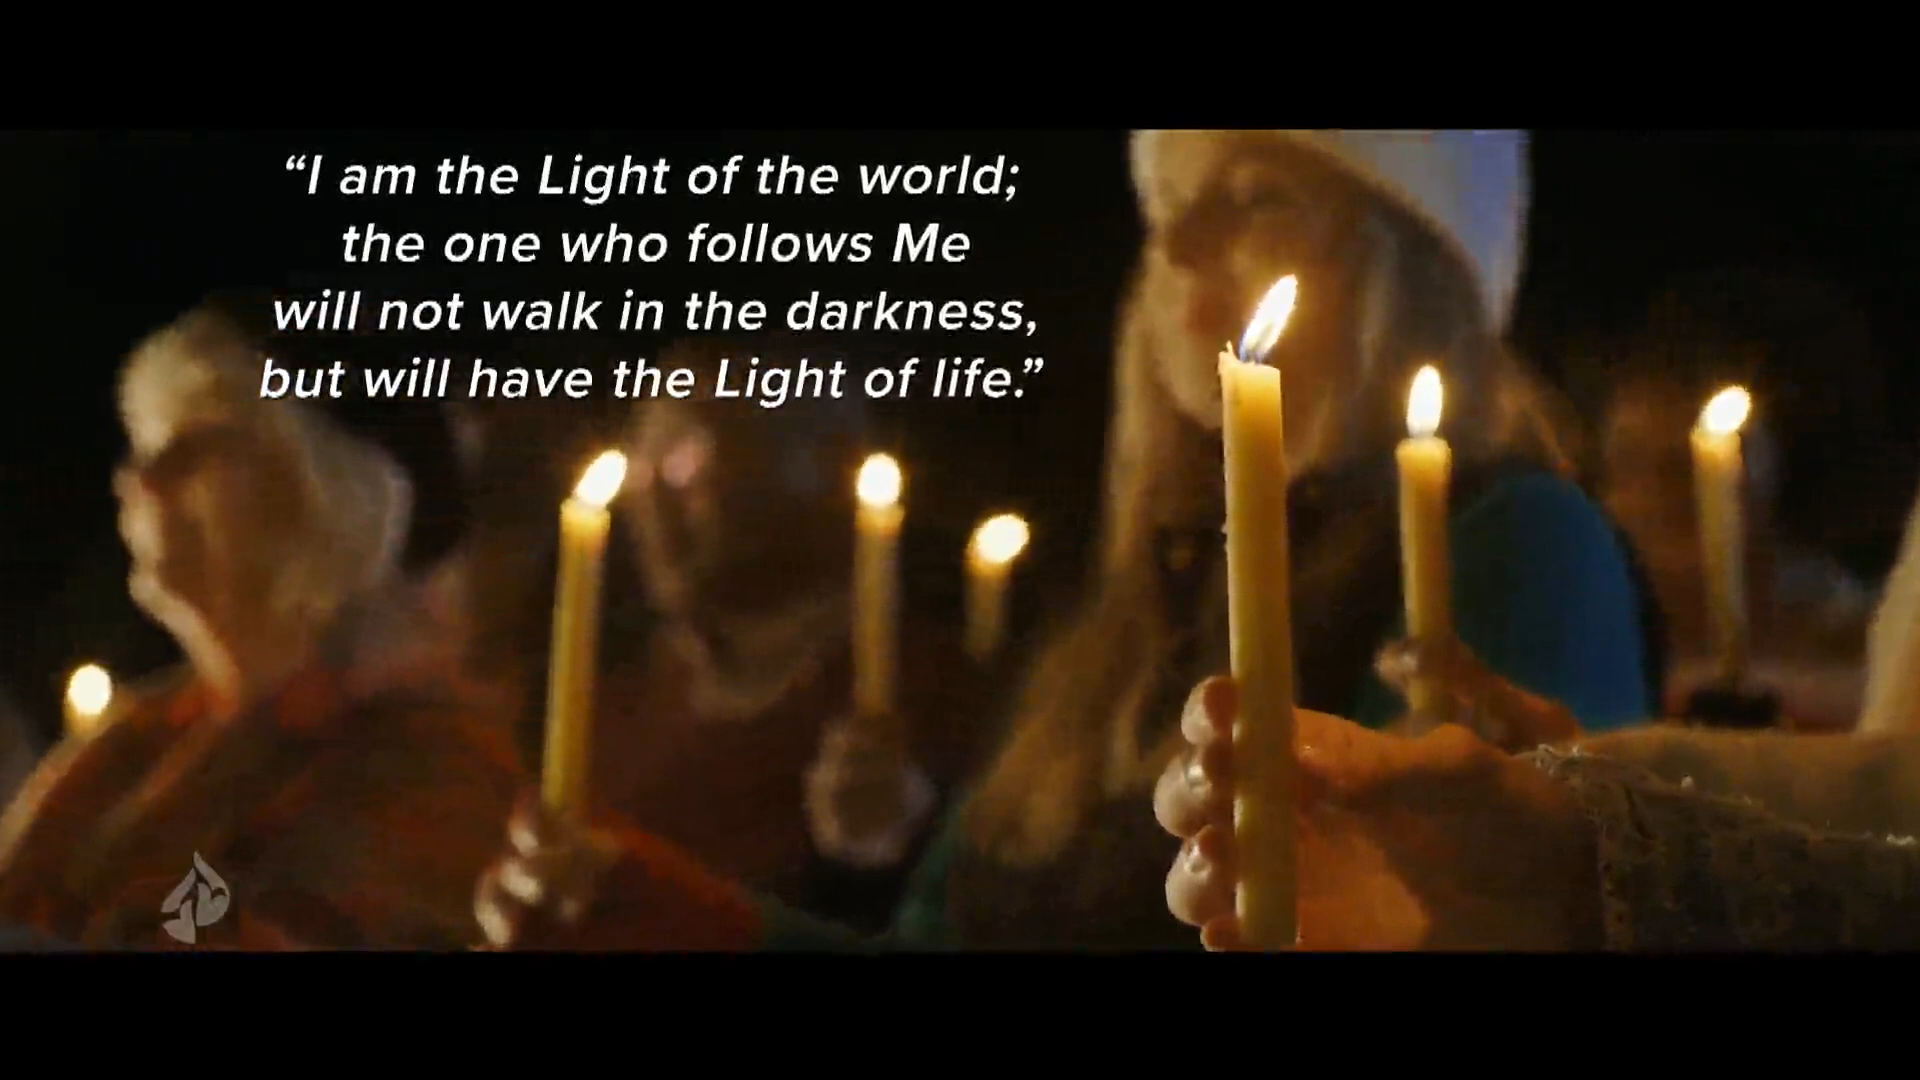 “I am the Light of the world;
the one who follows Me
will not walk in the darkness,
but will have the Light of life.”